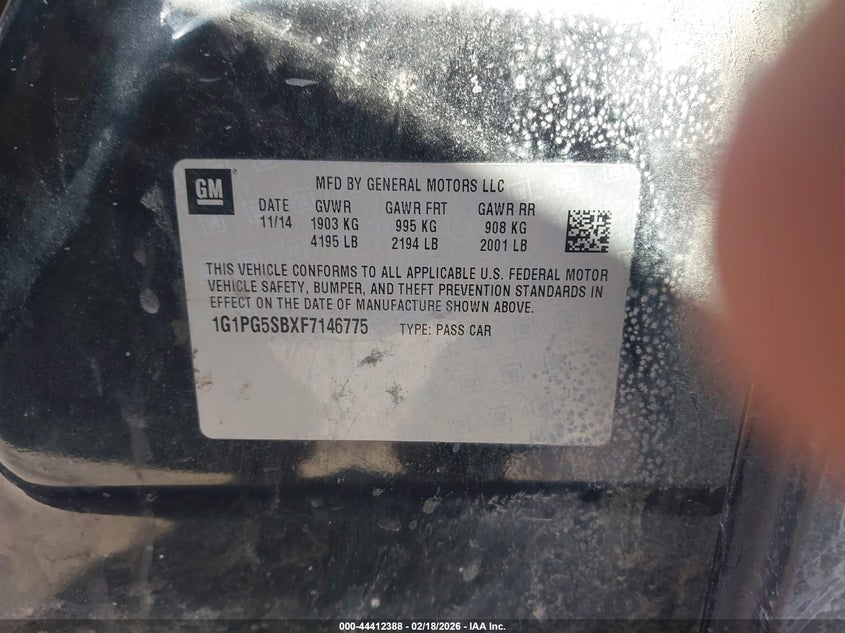 GM
MFD BY GENERAL MOTORS LLC
DATE GVWR GAWR FRT GAWR RR
11/14 1903 KG 995 KG 908 KG
4195 LB 2194 LB 2001 LB
THIS VEHICLE CONFORMS TO ALL APPLICABLE U.S. FEDERAL MOTOR
VEHICLE SAFETY, BUMPER, AND THEFT PREVENTION STANDARDS IN
EFFECT ON THE DATE OF MANUFACTURE SHOWN ABOVE.
1G1PG5SBXF7146775 TYPE: PASS CAR
000-44412388 - 02/18/2026 - IAA Inc.